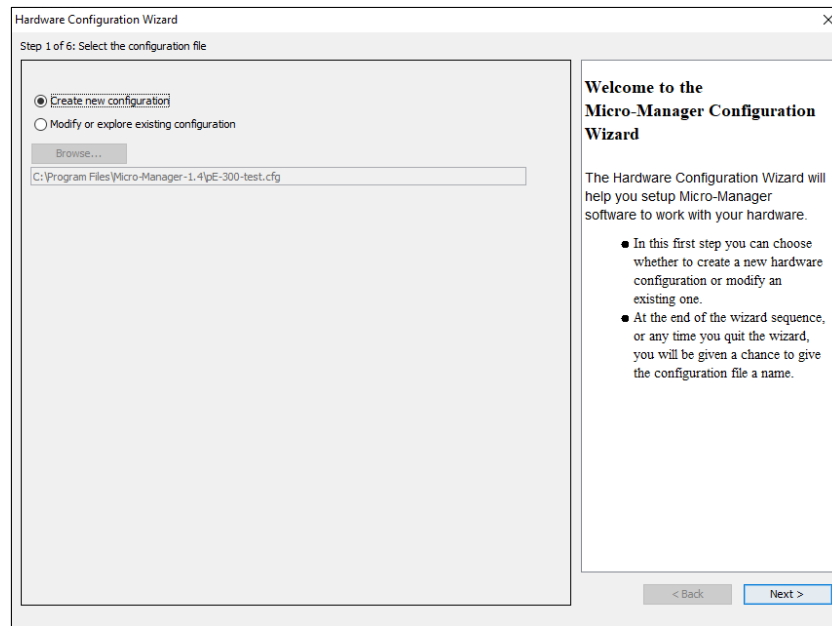 Hardware Configuration Wizard
Step 1 of 6: Select the configuration file
Create new configuration
Modify or explore existing configuration
Browse...
C:\Program Files\Micro-Manager-1.4\pE-300-test.cfg
Welcome to the
Micro-Manager Configuration
Wizard
The Hardware Configuration Wizard will
help you setup Micro-Manager
software to work with your hardware.
In this first step you can choose
whether to create a new hardware
configuration or modify an
existing one.
At the end of the wizard sequence,
or any time you quit the wizard,
you will be given a chance to give
the configuration file a name.
< Back
Next >